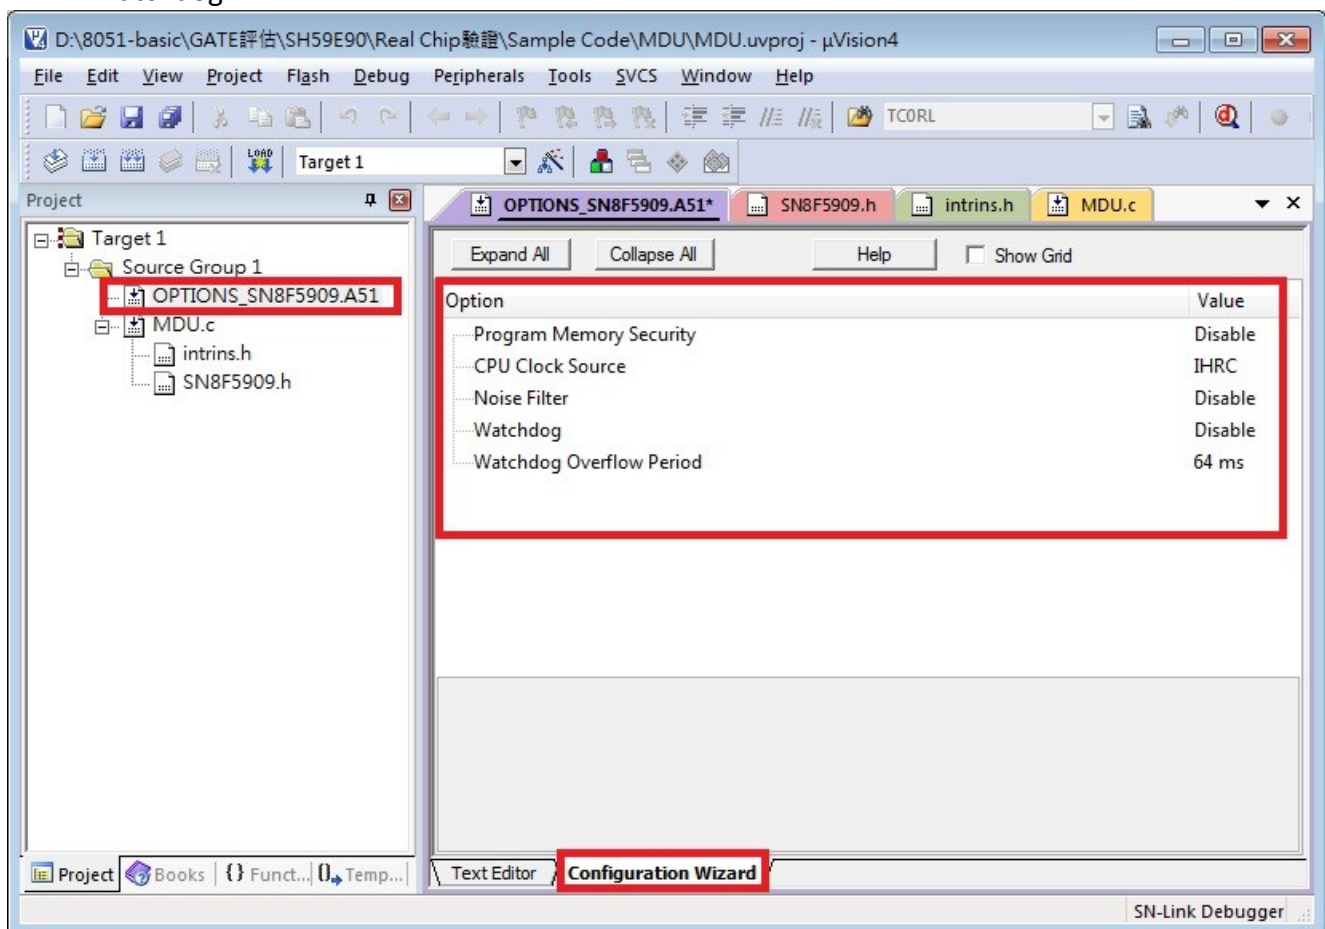 D:\8051-basic\GATE評估\SH59E90\Real Chip驗證\Sample Code\MDU\MDU.uvproj - µVision4
File Edit View Project Flash Debug Peripherals Tools SVCS Window Help
TC0RL
LOAD Target 1
Project
OPTIONS_SN8F5909.A51* SN8F5909.h intrins.h MDU.c
Target 1
Source Group 1
OPTIONS_SN8F5909.A51
MDU.c
intrins.h
SN8F5909.h
Expand All Collapse All Help Show Grid
Option Value
Program Memory Security Disable
CPU Clock Source IHRC
Noise Filter Disable
Watchdog Disable
Watchdog Overflow Period 64 ms
Project Books {} Funct... 0 Temp...
Text Editor Configuration Wizard
SN-Link Debugger